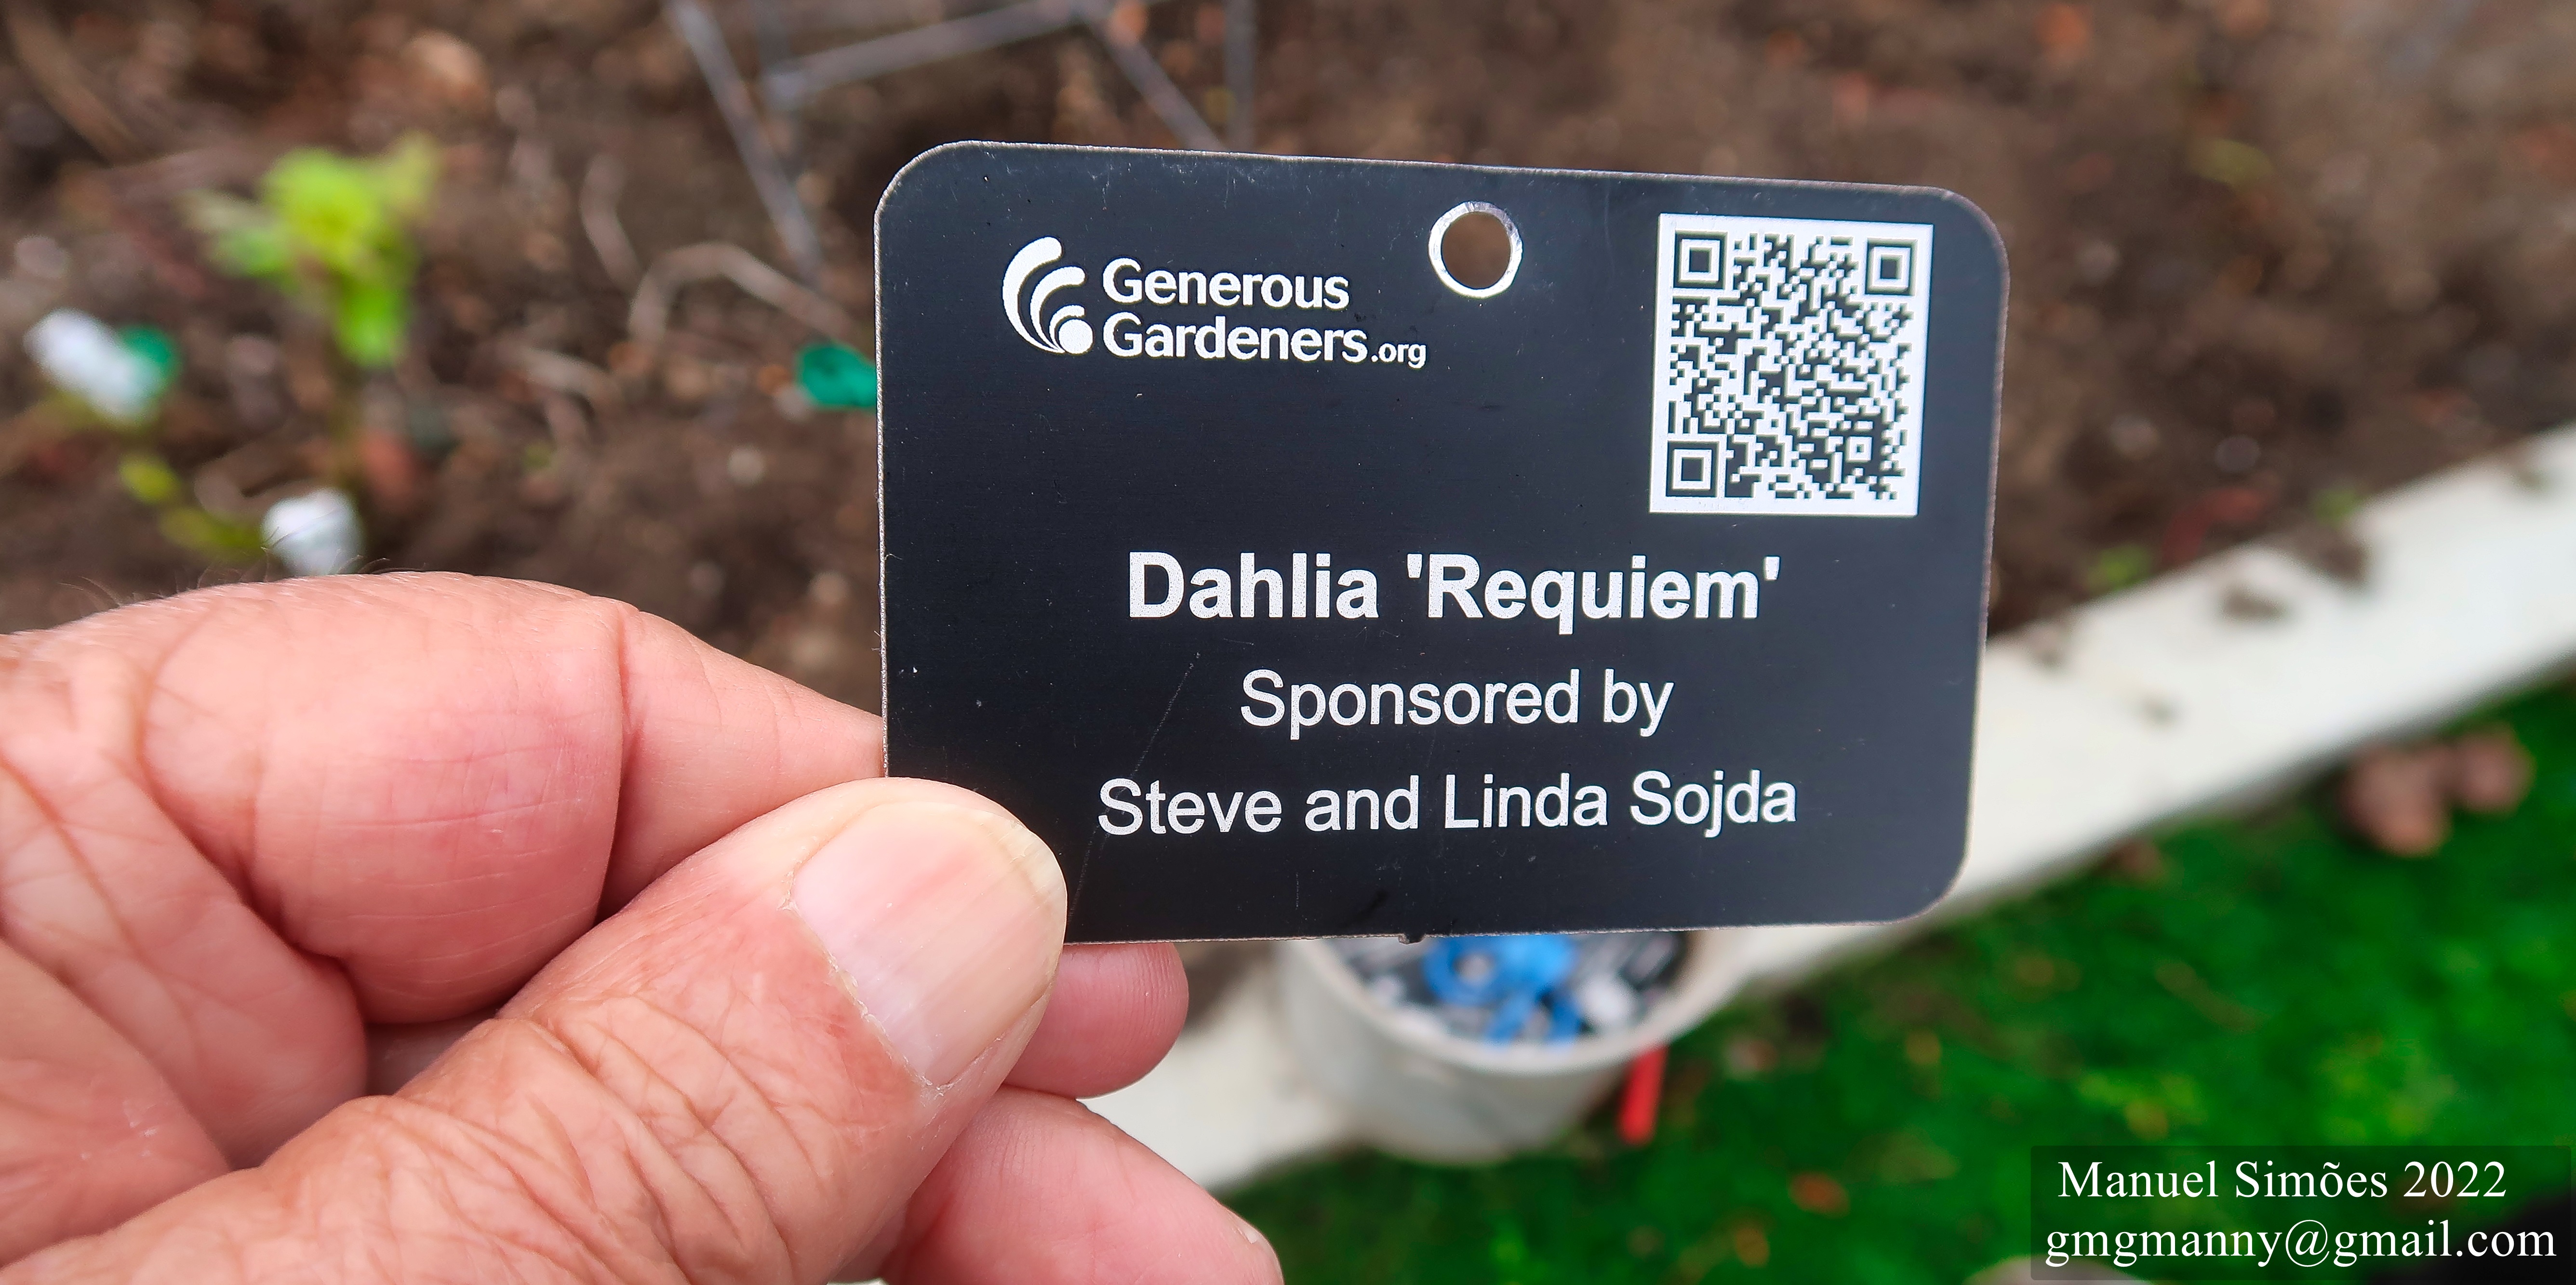 Generous
Gardeners.org
Dahlia 'Requiem'
Sponsored by
Steve and Linda Sojda
Manuel Simões 2022
gmgmanny@gmail.com